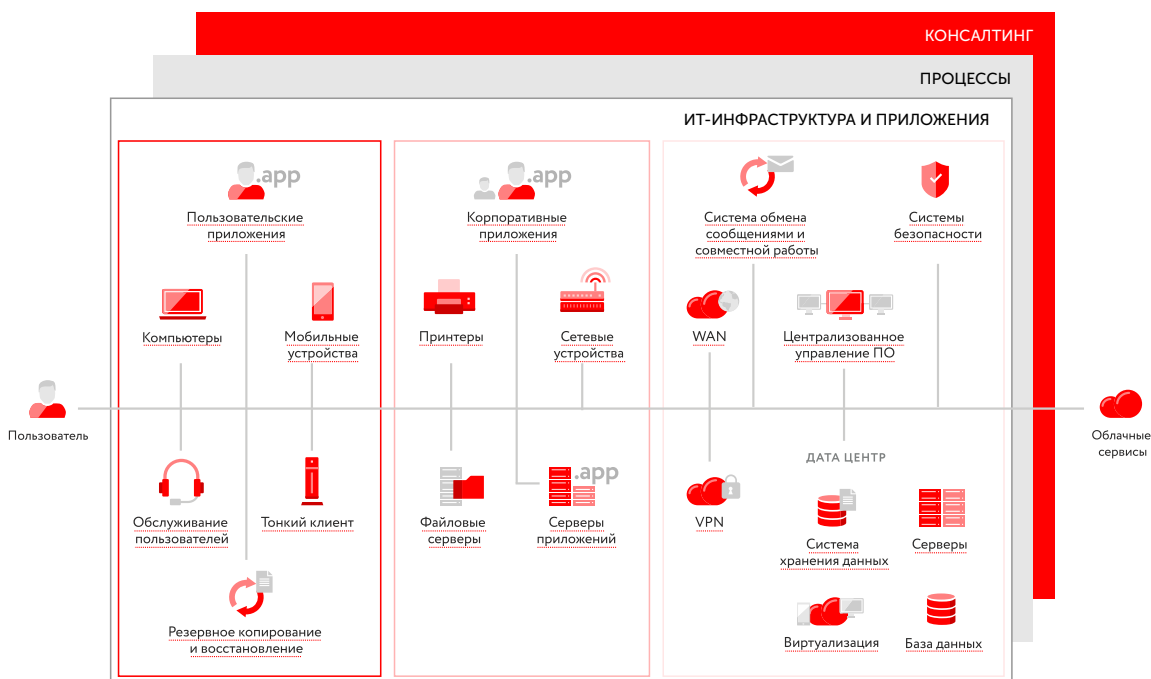 КОНСАЛТИНГ
ПРОЦЕССЫ
ИТ-ИНФРАСТРУКТУРА И ПРИЛОЖЕНИЯ
.app
Пользовательские
приложения
Компьютеры
Мобильные
устройства
Обслуживание
пользователей
Тонкий клиент
Резервное копирование
и восстановление
.app
Корпоративные
приложения
Принтеры
Сетевые
устройства
Файловые
серверы
.app
Серверы
приложений
Система обмена
сообщениями и
совместной работы
Системы
безопасности
WAN
Централизованное
управление ПО
VPN
ДАТА ЦЕНТР
Система
хранения данных
Серверы
Виртуализация
База данных
Пользователь
Облачные
сервисы